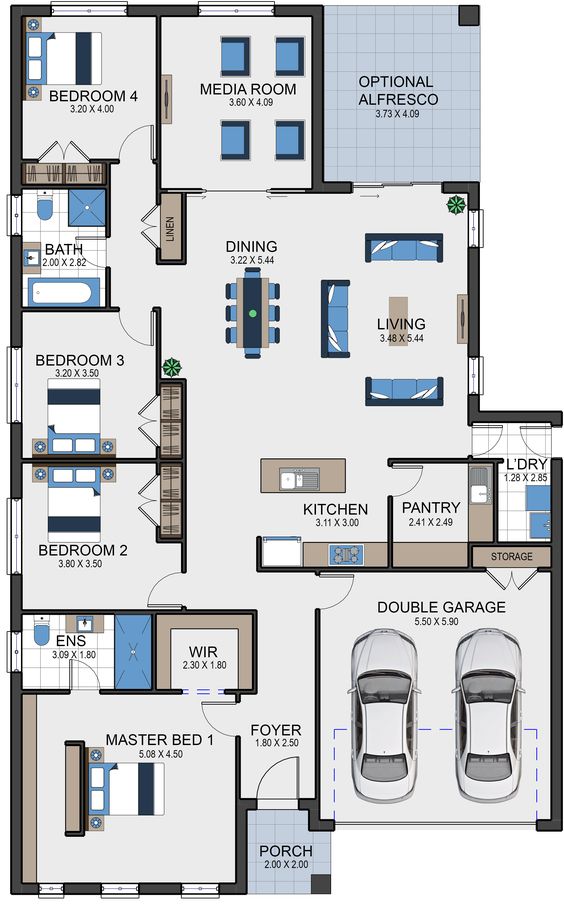 BEDROOM 4
3.20 X 4.00
MEDIA ROOM
3.60 X 4.09
OPTIONAL
ALFRESCO
3.73 X 4.09
LINEN
BATH
2.00 X 2.82
DINING
3.22 X 5.44
LIVING
3.48 X 5.44
BEDROOM 3
3.20 X 3.50
L'DRY
1.28 X 2.85
KITCHEN
3.11 X 3.00
PANTRY
2.41 X 2.49
BEDROOM 2
3.80 X 3.50
STORAGE
DOUBLE GARAGE
5.50 X 5.90
ENS
3.09 X 1.80
WIR
2.30 X 1.80
FOYER
1.80 X 2.50
MASTER BED 1
5.08 X 4.50
PORCH
2.00 X 2.00